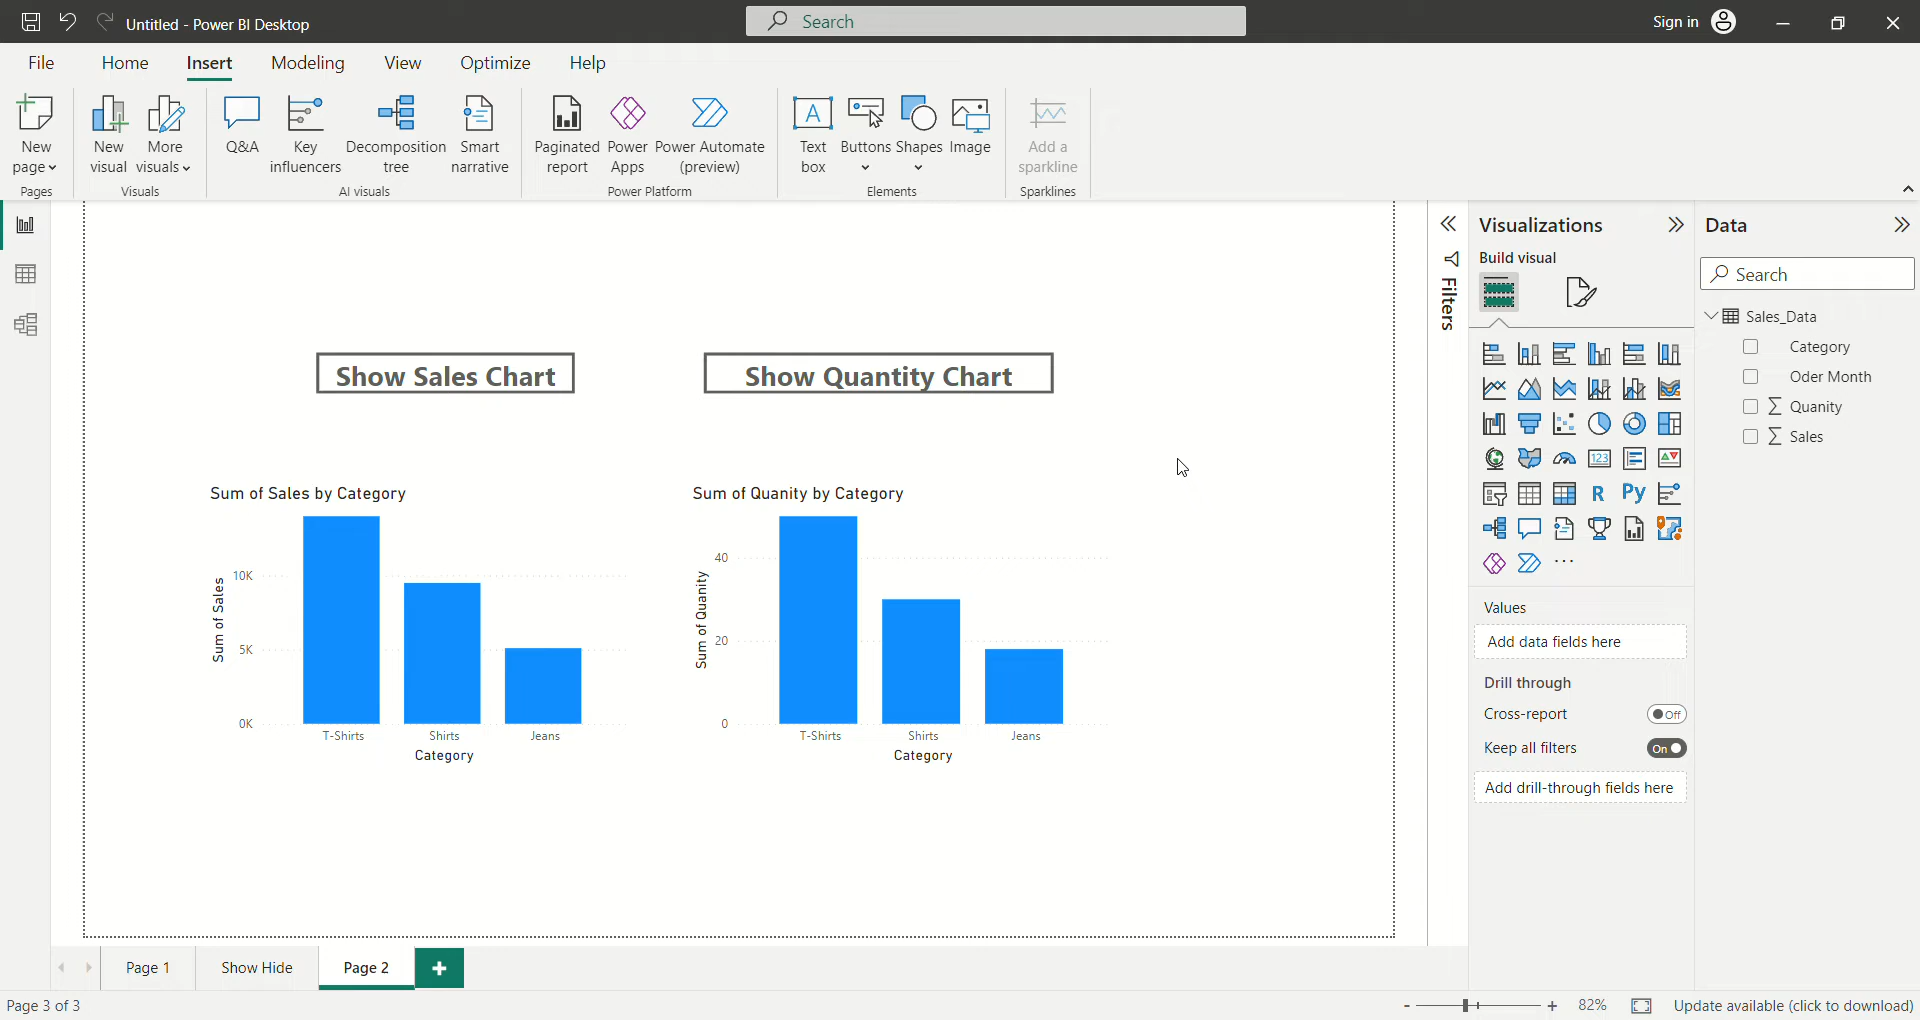 Untitled - Power BI Desktop
Search
Sign in
File Home Insert Modeling View Optimize Help
New page
New visual
More visuals
Q&A
Key influencers
Decomposition tree
Smart narrative
Paginated report
Power Apps
Power Automate (preview)
Text box
Buttons
Shapes
Image
Add a sparkline
Pages
Visuals
AI visuals
Power Platform
Elements
Sparklines
Show Sales Chart
Show Quantity Chart
Sum of Sales by Category
Sum of Sales
10K
5K
0K
T-Shirts Shirts Jeans
Category
Sum of Quanity by Category
Sum of Quanity
40
20
0
T-Shirts Shirts Jeans
Category
Filters
Visualizations
Build visual
123
R
Py
Values
Add data fields here
Drill through
Cross-report
Off
Keep all filters
On
Add drill-through fields here
Data
Search
Sales_Data
Category
Oder Month
Quanity
Sales
Page 1
Show Hide
Page 2
Page 3 of 3
- + 82%
Update available (click to download)